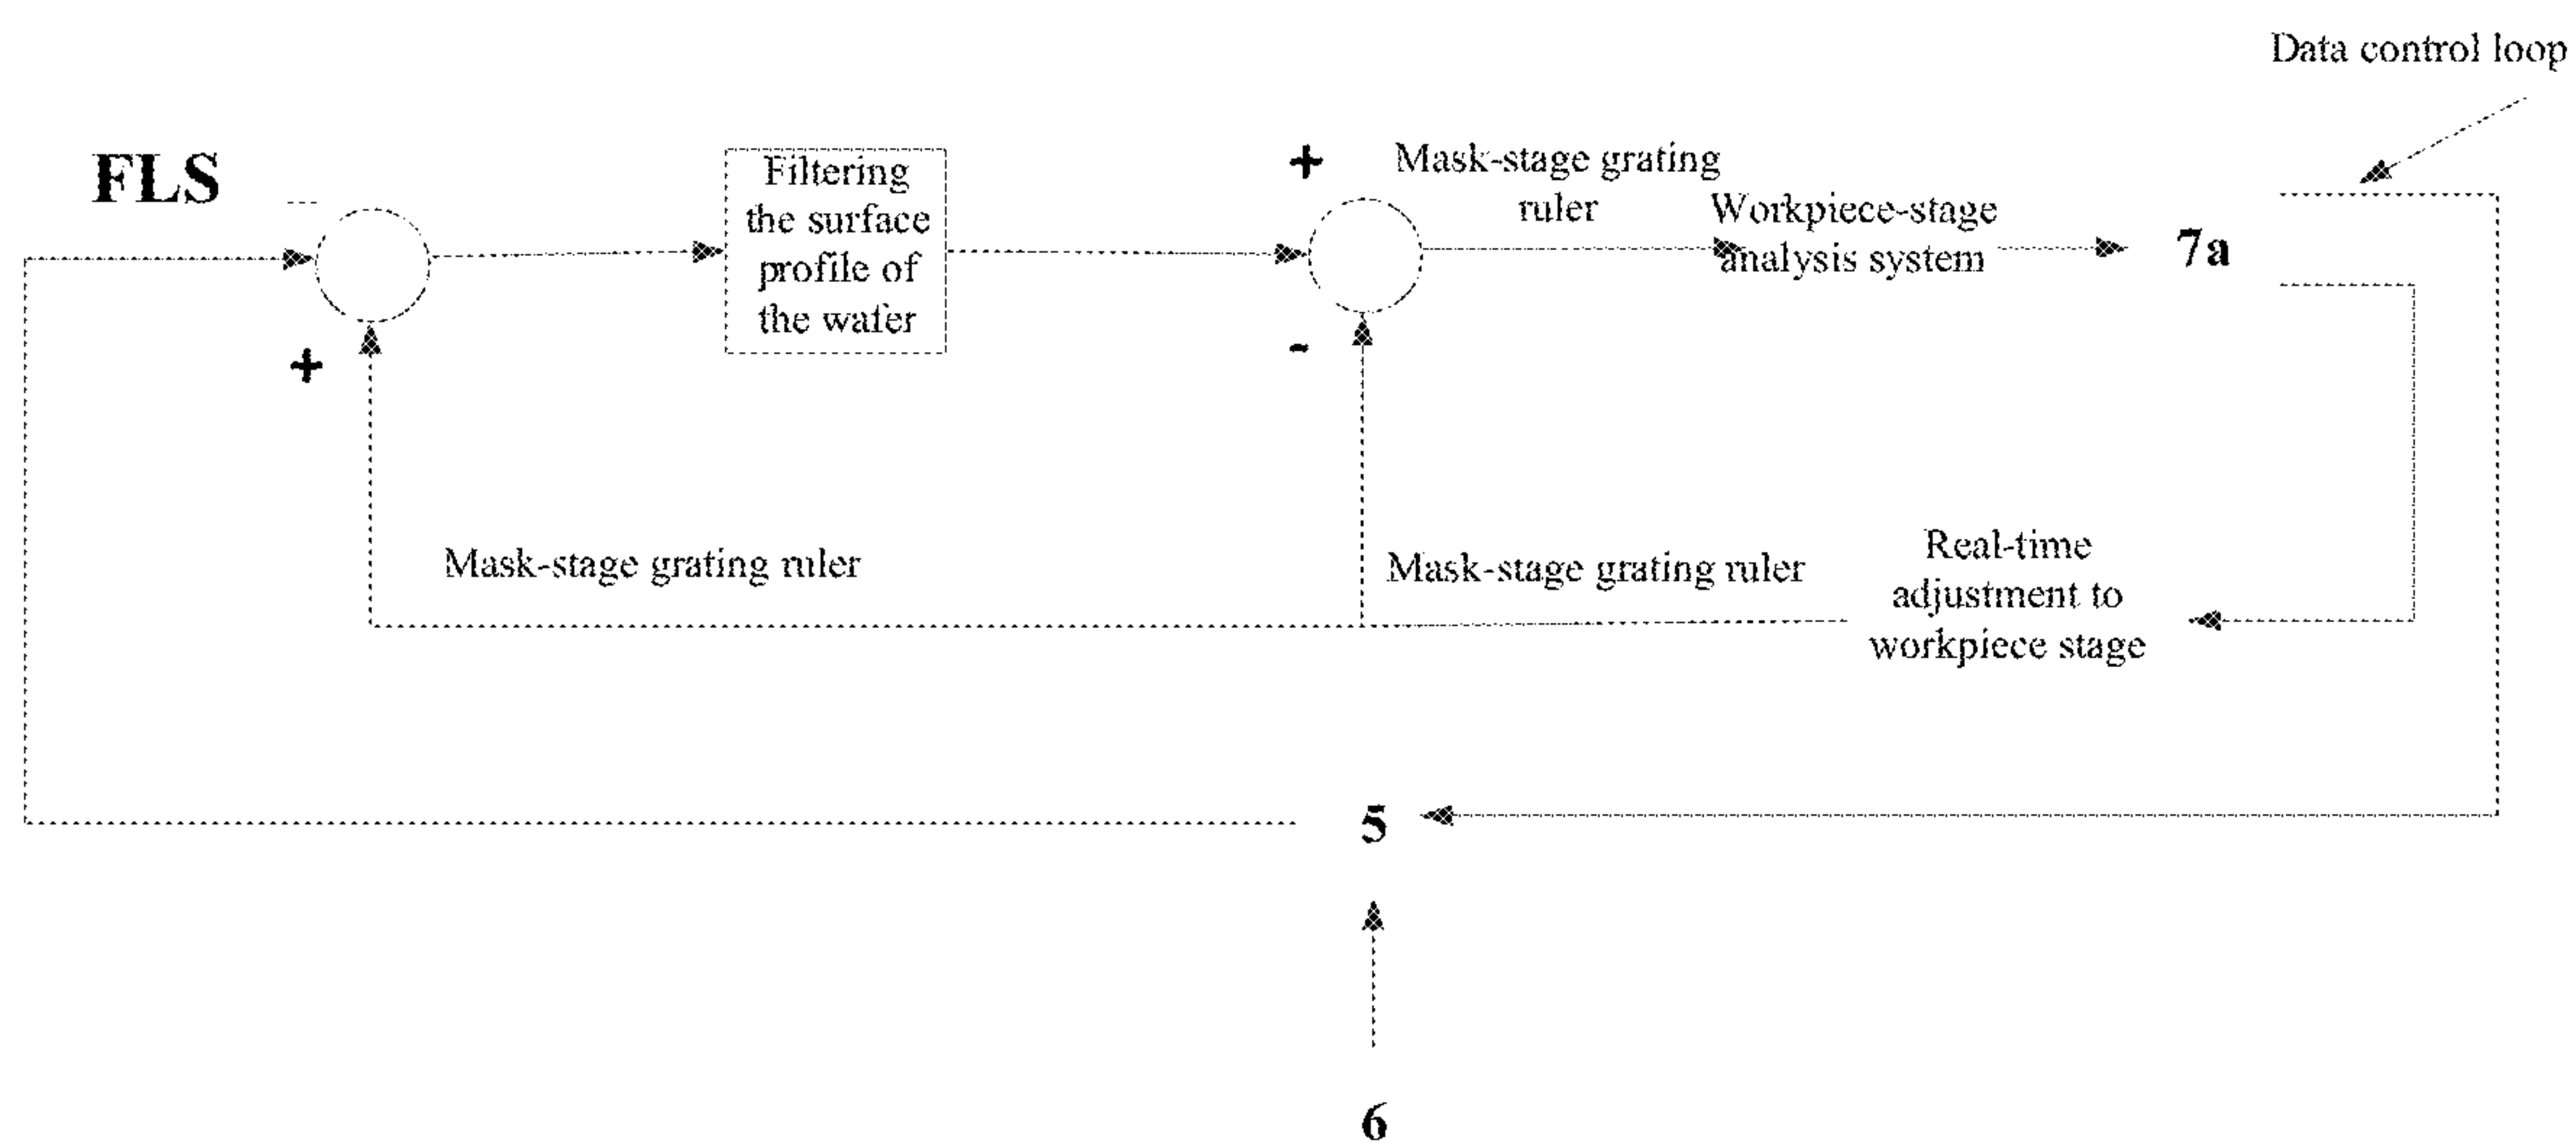 Data control loop
FLS
Filtering
the surface
profile of
the wafer
+
Mask-stage grating
ruler
Workpiece-stage
analysis system
7a
+
-
Mask-stage grating ruler
Mask-stage grating ruler
Real-time
adjustment to
workpiece stage
5
6